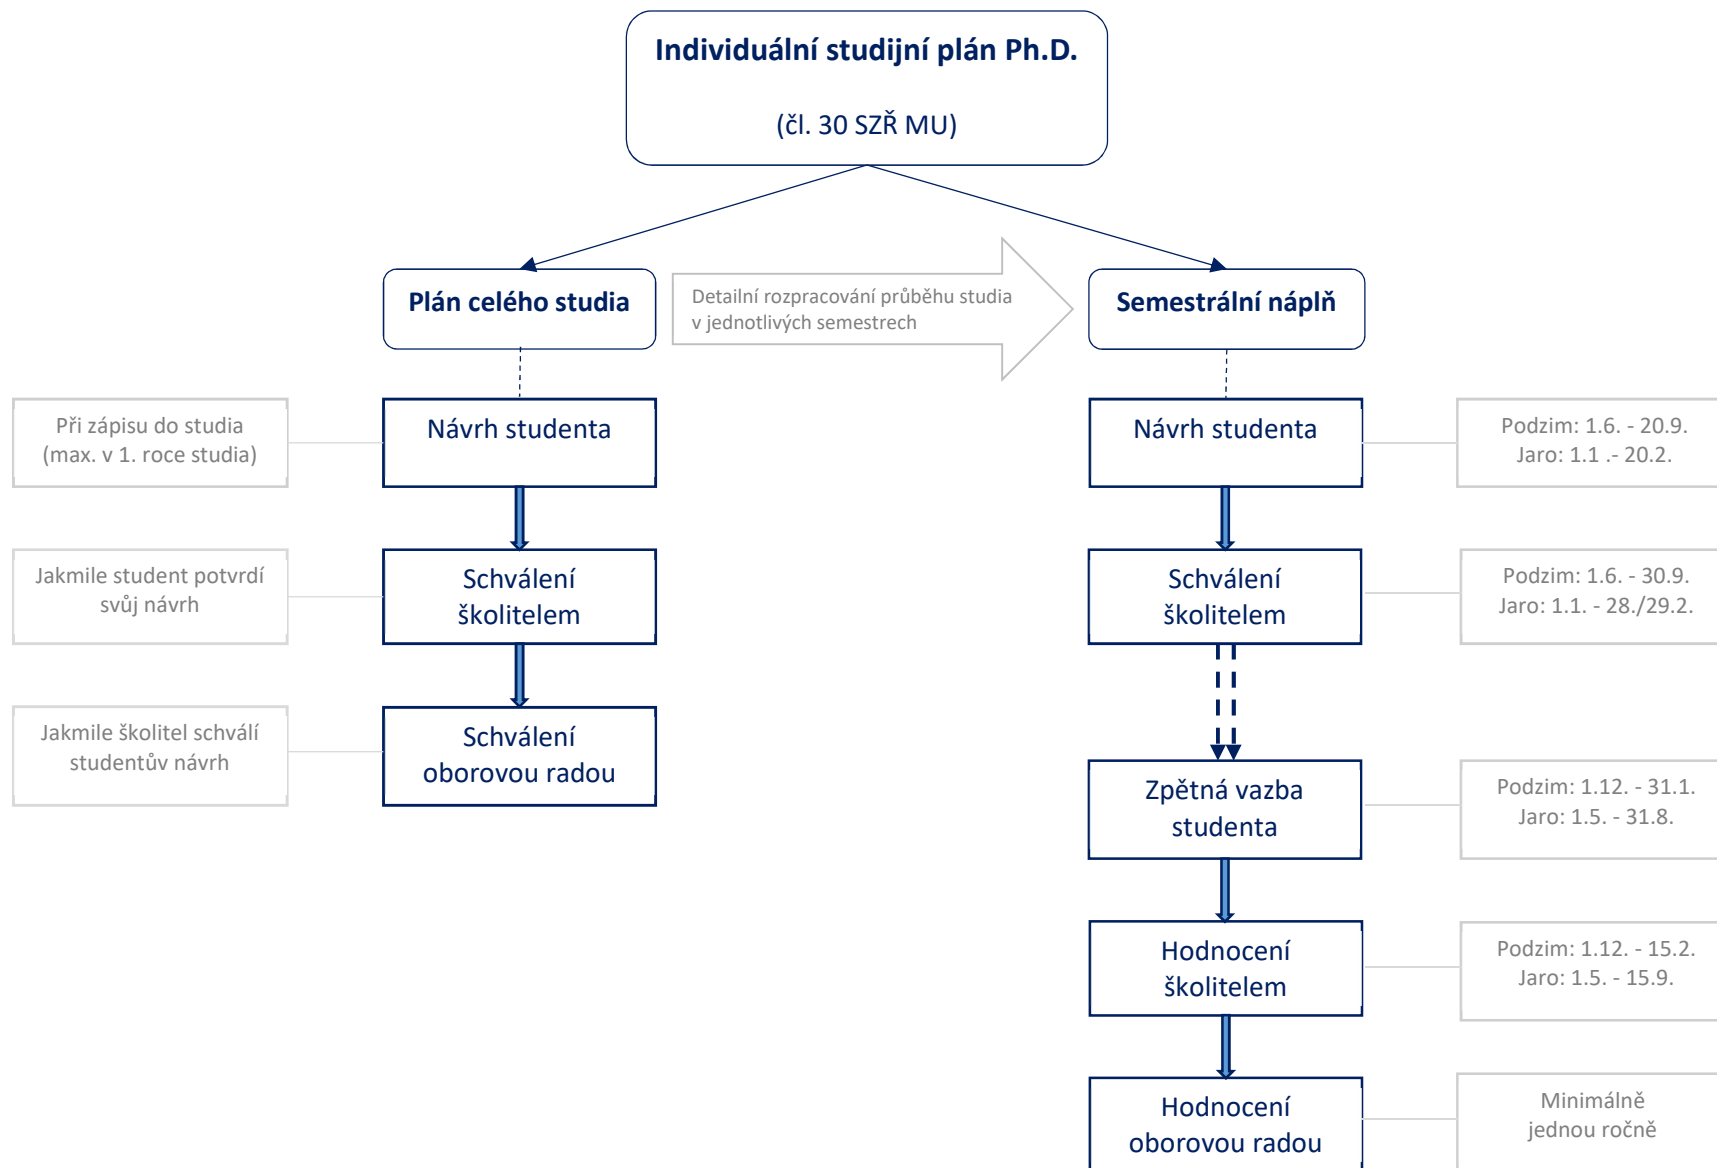 Individuální studijní plán Ph.D.
(čl. 30 SZŘ MU)
Plán celého studia
Detailní rozpracování průběhu studia
v jednotlivých semestrech
Semestrální náplň
Při zápisu do studia
(max. v 1. roce studia)
Návrh studenta
Návrh studenta
Podzim: 1.6. - 20.9.
Jaro: 1.1 .- 20.2.
Jakmile student potvrdí
svůj návrh
Schválení
školitelem
Schválení
školitelem
Podzim: 1.6. - 30.9.
Jaro: 1.1. - 28./29.2.
Jakmile školitel schválí
studentův návrh
Schválení
oborovou radou
Zpětná vazba
studenta
Podzim: 1.12. - 31.1.
Jaro: 1.5. - 31.8.
Hodnocení
školitelem
Podzim: 1.12. - 15.2.
Jaro: 1.5. - 15.9.
Hodnocení
oborovou radou
Minimálně
jednou ročně